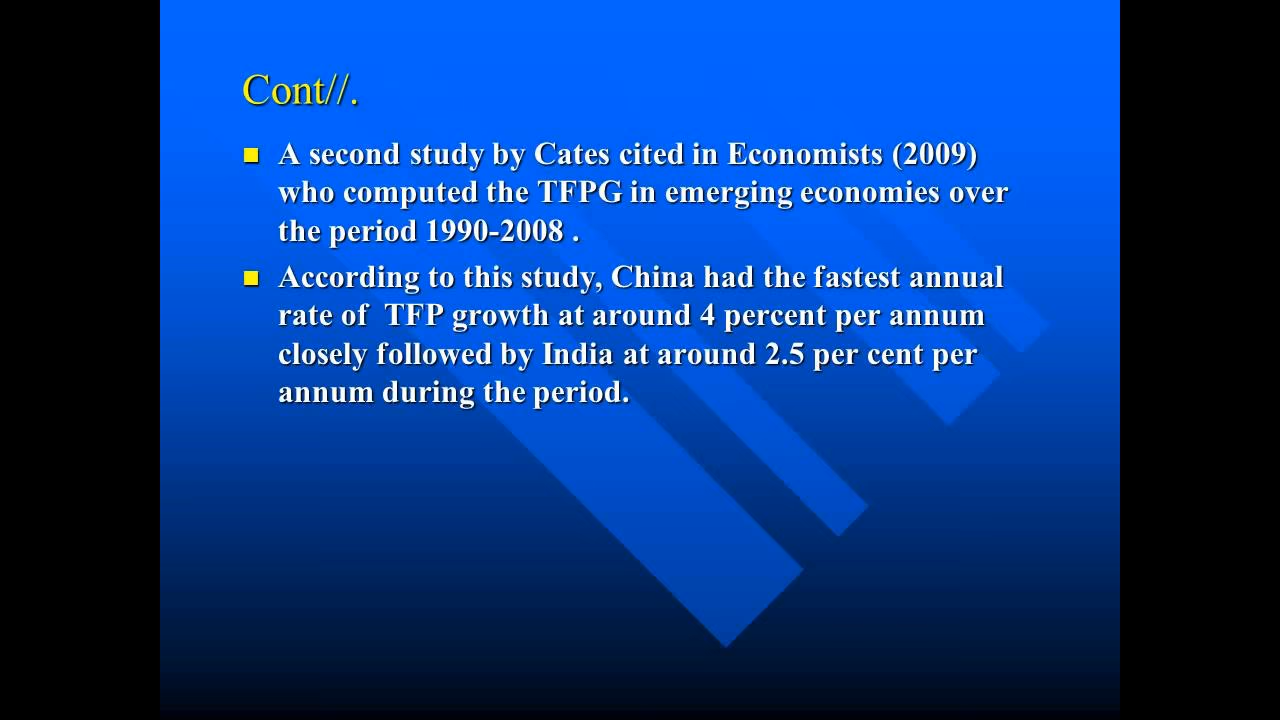 Cont//.
A second study by Cates cited in Economists (2009)
who computed the TFPG in emerging economies over
the period 1990-2008 .
According to this study, China had the fastest annual
rate of  TFP growth at around 4 percent per annum
closely followed by India at around 2.5 per cent per
annum during the period.